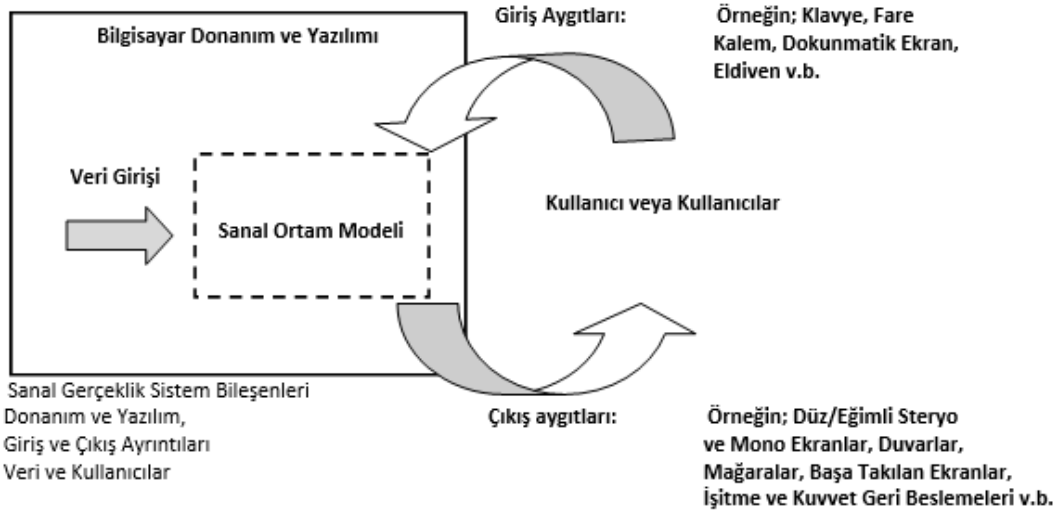 Giriş Aygıtları:
Örneğin; Klavye, Fare
Kalem, Dokunmatik Ekran,
Eldiven v.b.
Bilgisayar Donanım ve Yazılımı
Veri Girişi
Sanal Ortam Modeli
Kullanıcı veya Kullanıcılar
Sanal Gerçeklik Sistem Bileşenleri
Donanım ve Yazılım,
Giriş ve Çıkış Ayrıntıları
Veri ve Kullanıcılar
Çıkış aygıtları:
Örneğin; Düz/Eğimli Steryo
ve Mono Ekranlar, Duvarlar,
Mağaralar, Başa Takılan Ekranlar,
İşitme ve Kuvvet Geri Beslemeleri v.b.